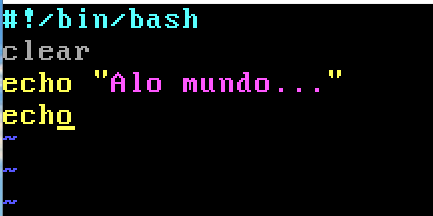 #!/bin/bash
clear
echo "Alo mundo..."
echo
~
~
~